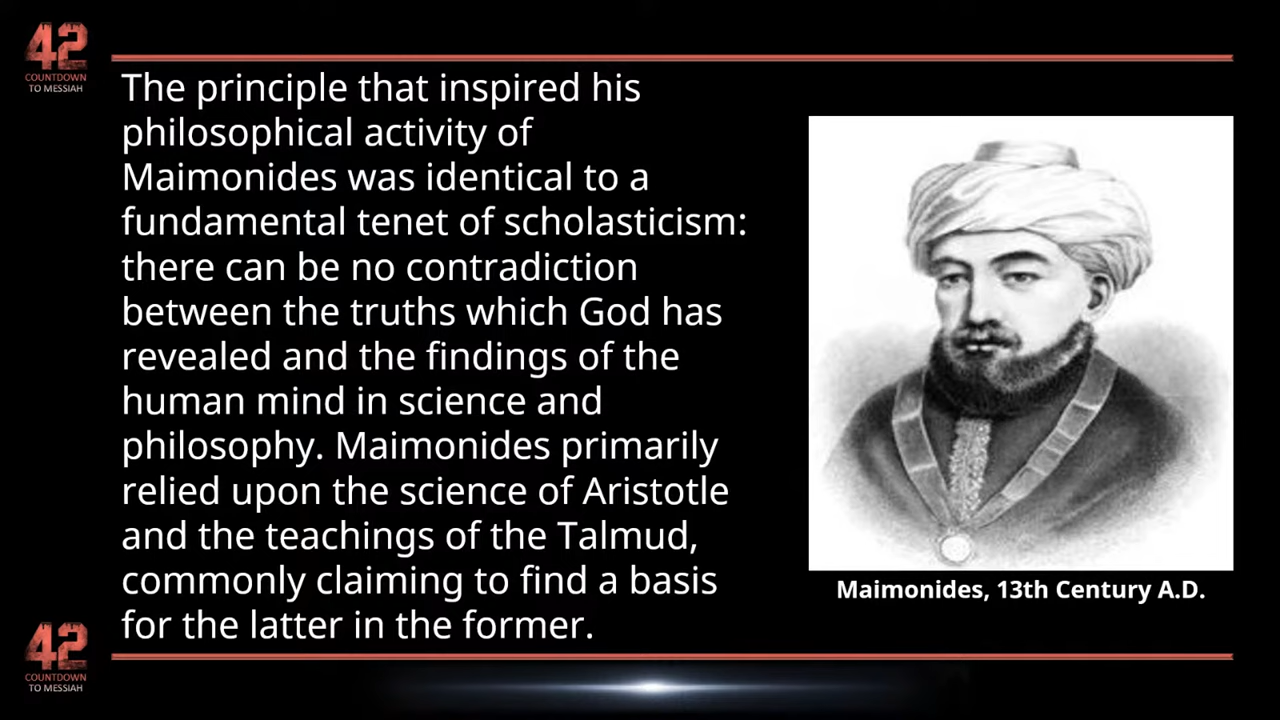 42
COUNTDOWN
TO MESSIAH
The principle that inspired his
philosophical activity of
Maimonides was identical to a
fundamental tenet of scholasticism:
there can be no contradiction
between the truths which God has
revealed and the findings of the
human mind in science and
philosophy. Maimonides primarily
relied upon the science of Aristotle
and the teachings of the Talmud,
commonly claiming to find a basis
for the latter in the former.
Maimonides, 13th Century A.D.
42
COUNTDOWN
TO MESSIAH